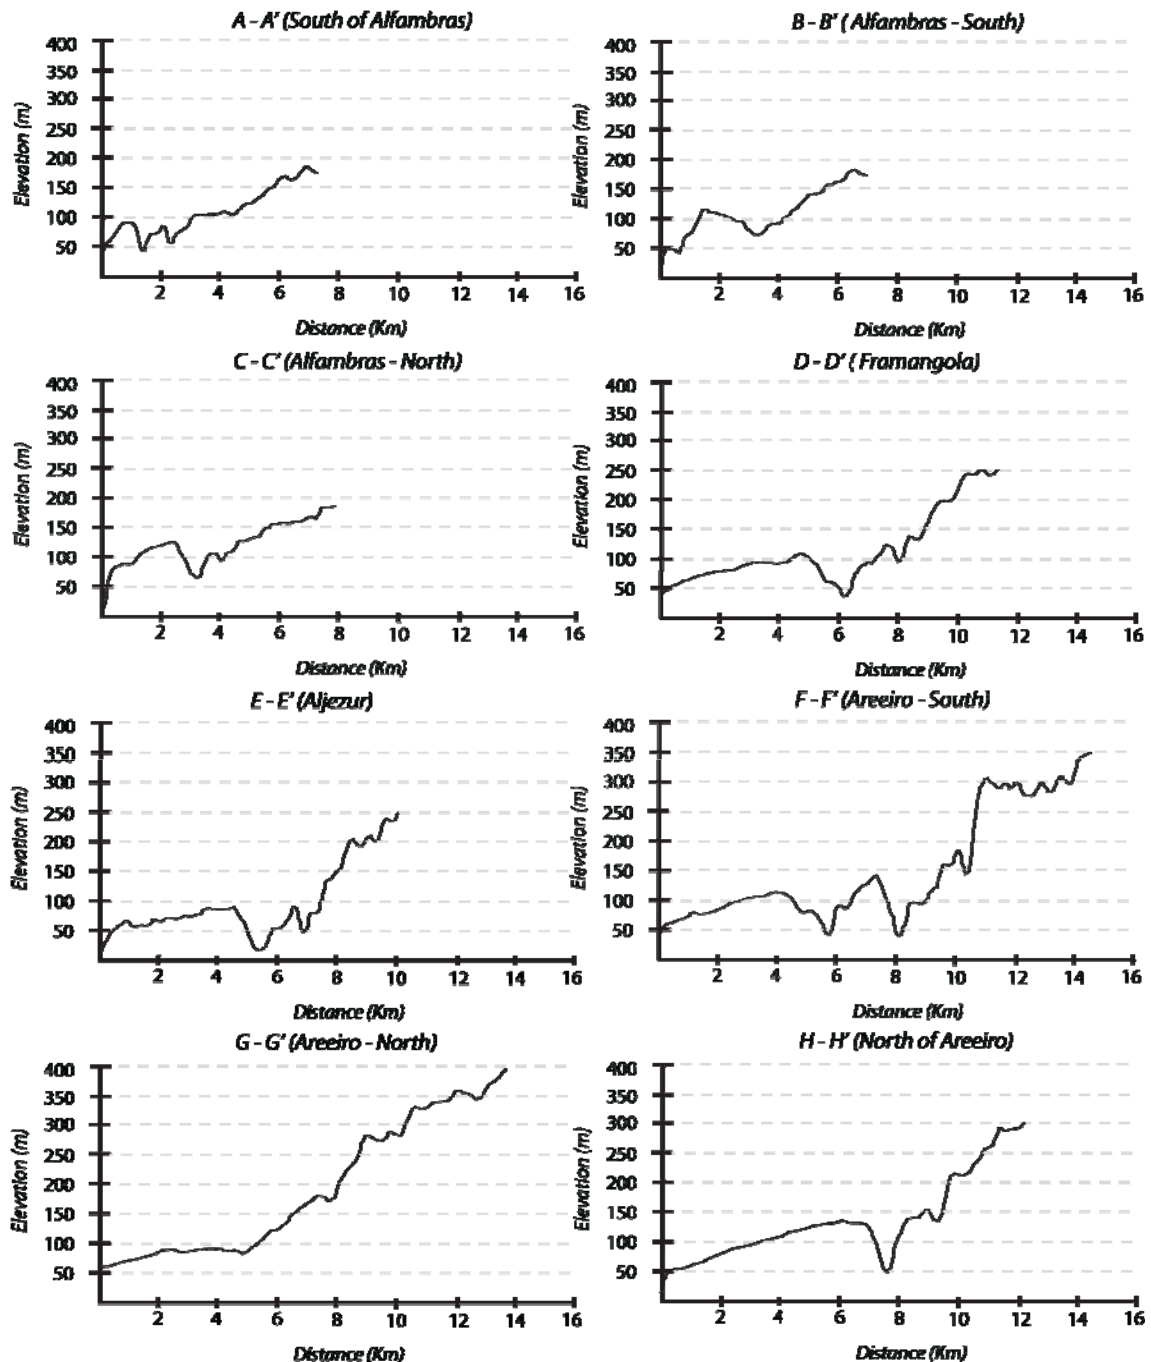 A - A' (South of Alfambras)
400
350
300
250
200
150
100
50
Elevation (m)
2 4 6 8 10 12 14 16
Distance (Km)
B - B' ( Alfambras - South)
400
350
300
250
200
150
100
50
Elevation (m)
2 4 6 8 10 12 14 16
Distance (Km)
C - C' (Alfambras - North)
400
350
300
250
200
150
100
50
Elevation (m)
2 4 6 8 10 12 14 16
Distance (Km)
D - D' ( Framangola)
400
350
300
250
200
150
100
50
Elevation (m)
2 4 6 8 10 12 14 16
Distance (Km)
E - E' (Aljezur)
400
350
300
250
200
150
100
50
Elevation (m)
2 4 6 8 10 12 14 16
Distance (Km)
F - F' (Areeiro - South)
400
350
300
250
200
150
100
50
Elevation (m)
2 4 6 8 10 12 14 16
Distance (Km)
G - G' (Areeiro - North)
400
350
300
250
200
150
100
50
Elevation (m)
2 4 6 8 10 12 14 16
Distance (Km)
H - H' (North of Areeiro)
400
350
300
250
200
150
100
50
Elevation (m)
2 4 6 8 10 12 14 16
Distance (Km)